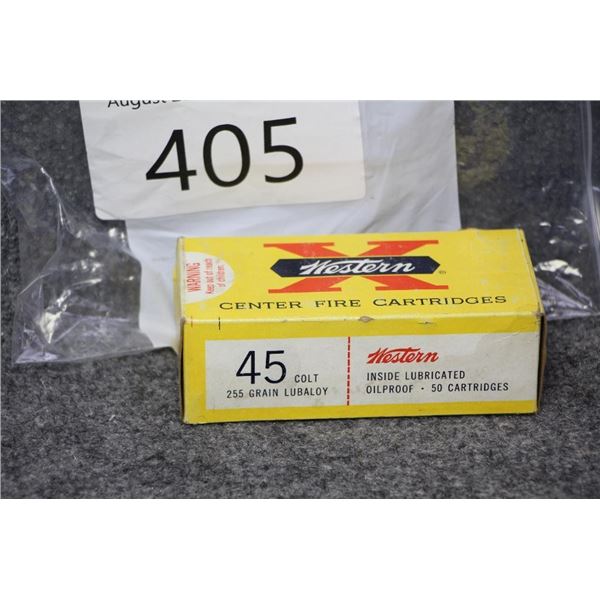 August
405
X
Western
®
WARNING
Keep out of reach
of children.
CENTER FIRE CARTRIDGES
45 COLT
255 GRAIN LUBALOY
Western
INSIDE LUBRICATED
OILPROOF · 50 CARTRIDGES